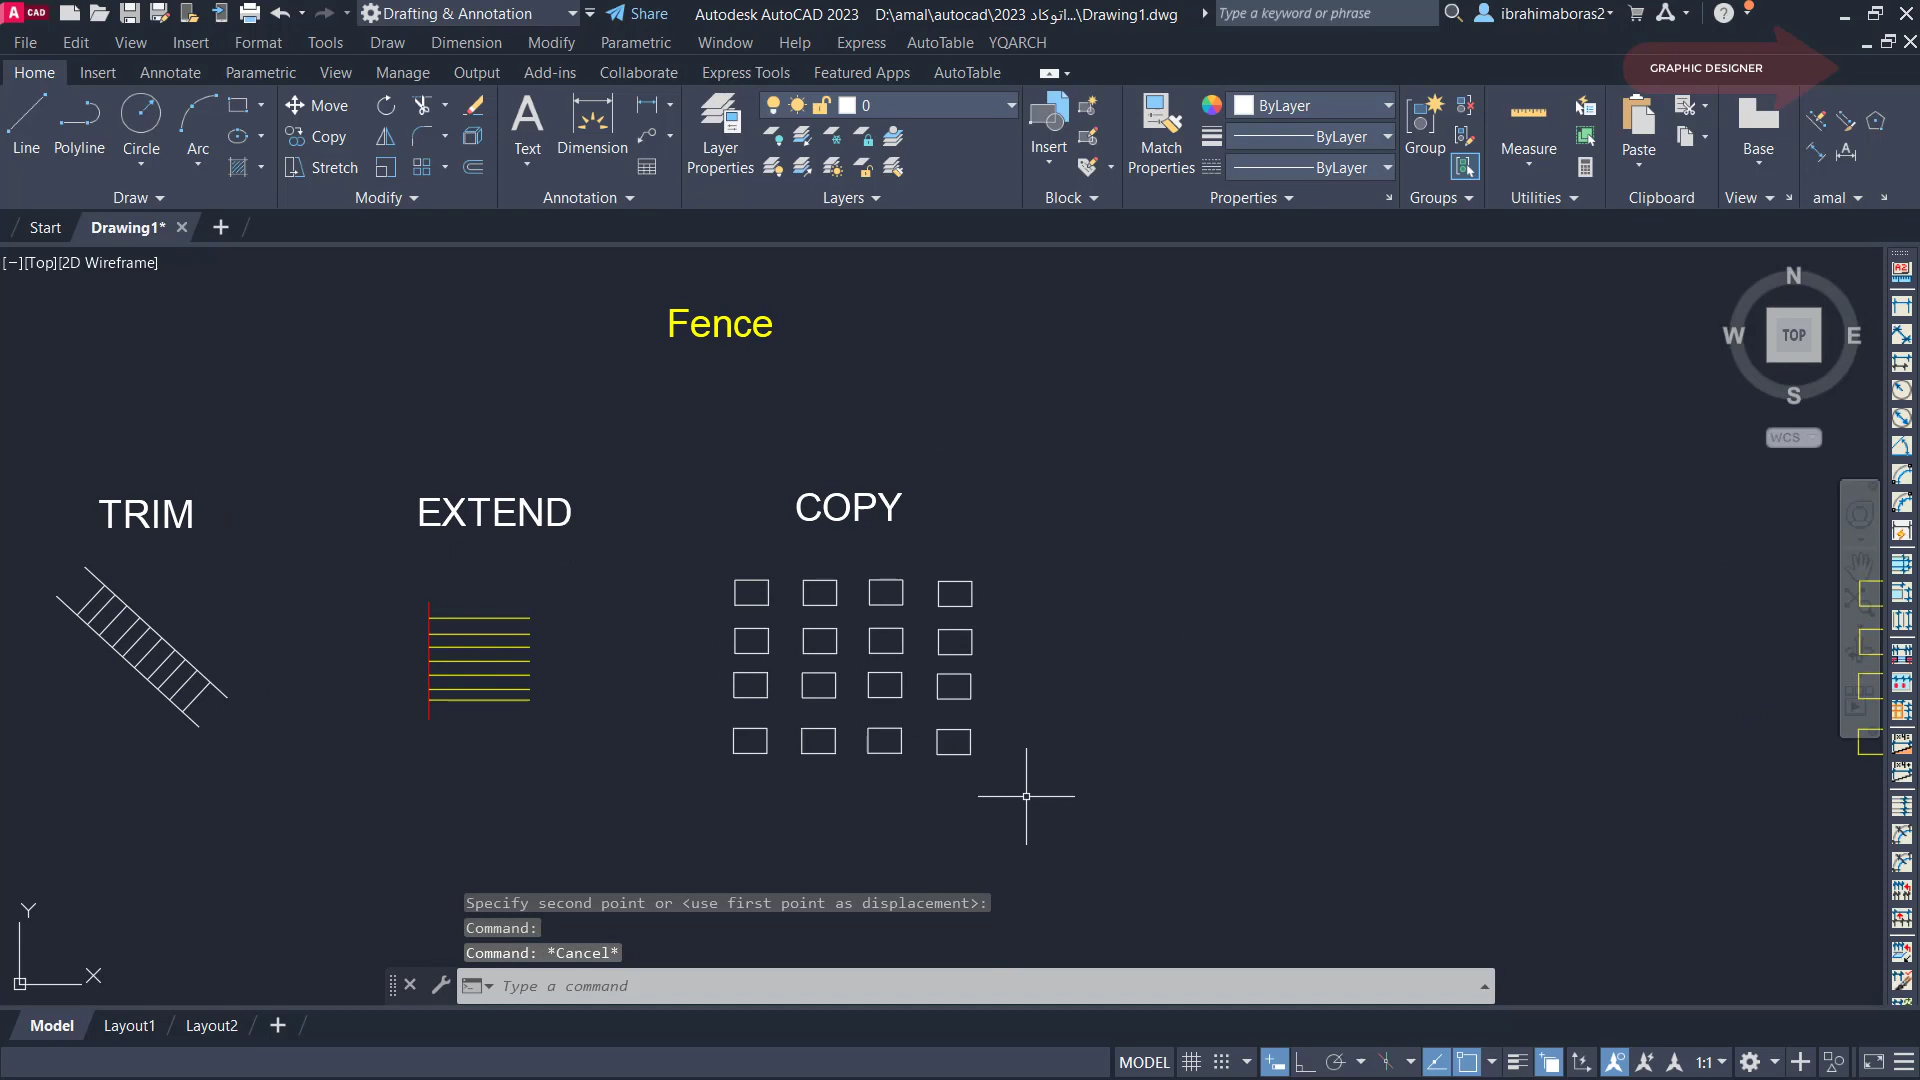 CAD
Drafting & Annotation
Share
Autodesk AutoCAD 2023
D:\amal\autocad\2023 اتوكاد...\Drawing1.dwg
Type a keyword or phrase
ibrahimaboras2
File Edit View Insert Format Tools Draw Dimension Modify Parametric Window Help Express AutoTable YQARCH
Home Insert Annotate Parametric View Manage Output Add-ins Collaborate Express Tools Featured Apps AutoTable
GRAPHIC DESIGNER
Line Polyline Circle Arc
Move
Copy
Stretch
Text Dimension
Layer Properties
0
Insert
Match Properties
ByLayer
ByLayer
ByLayer
Group
Measure
Paste
Base
Draw Modify Annotation Layers Block Properties Groups Utilities Clipboard View amal
Start Drawing1*
[−][Top][2D Wireframe]
N
W TOP E
S
WCS
Fence
TRIM EXTEND COPY
Y
X
Specify second point or <use first point as displacement>:
Command:
Command: *Cancel*
Type a command
Model Layout1 Layout2
MODEL 1:1